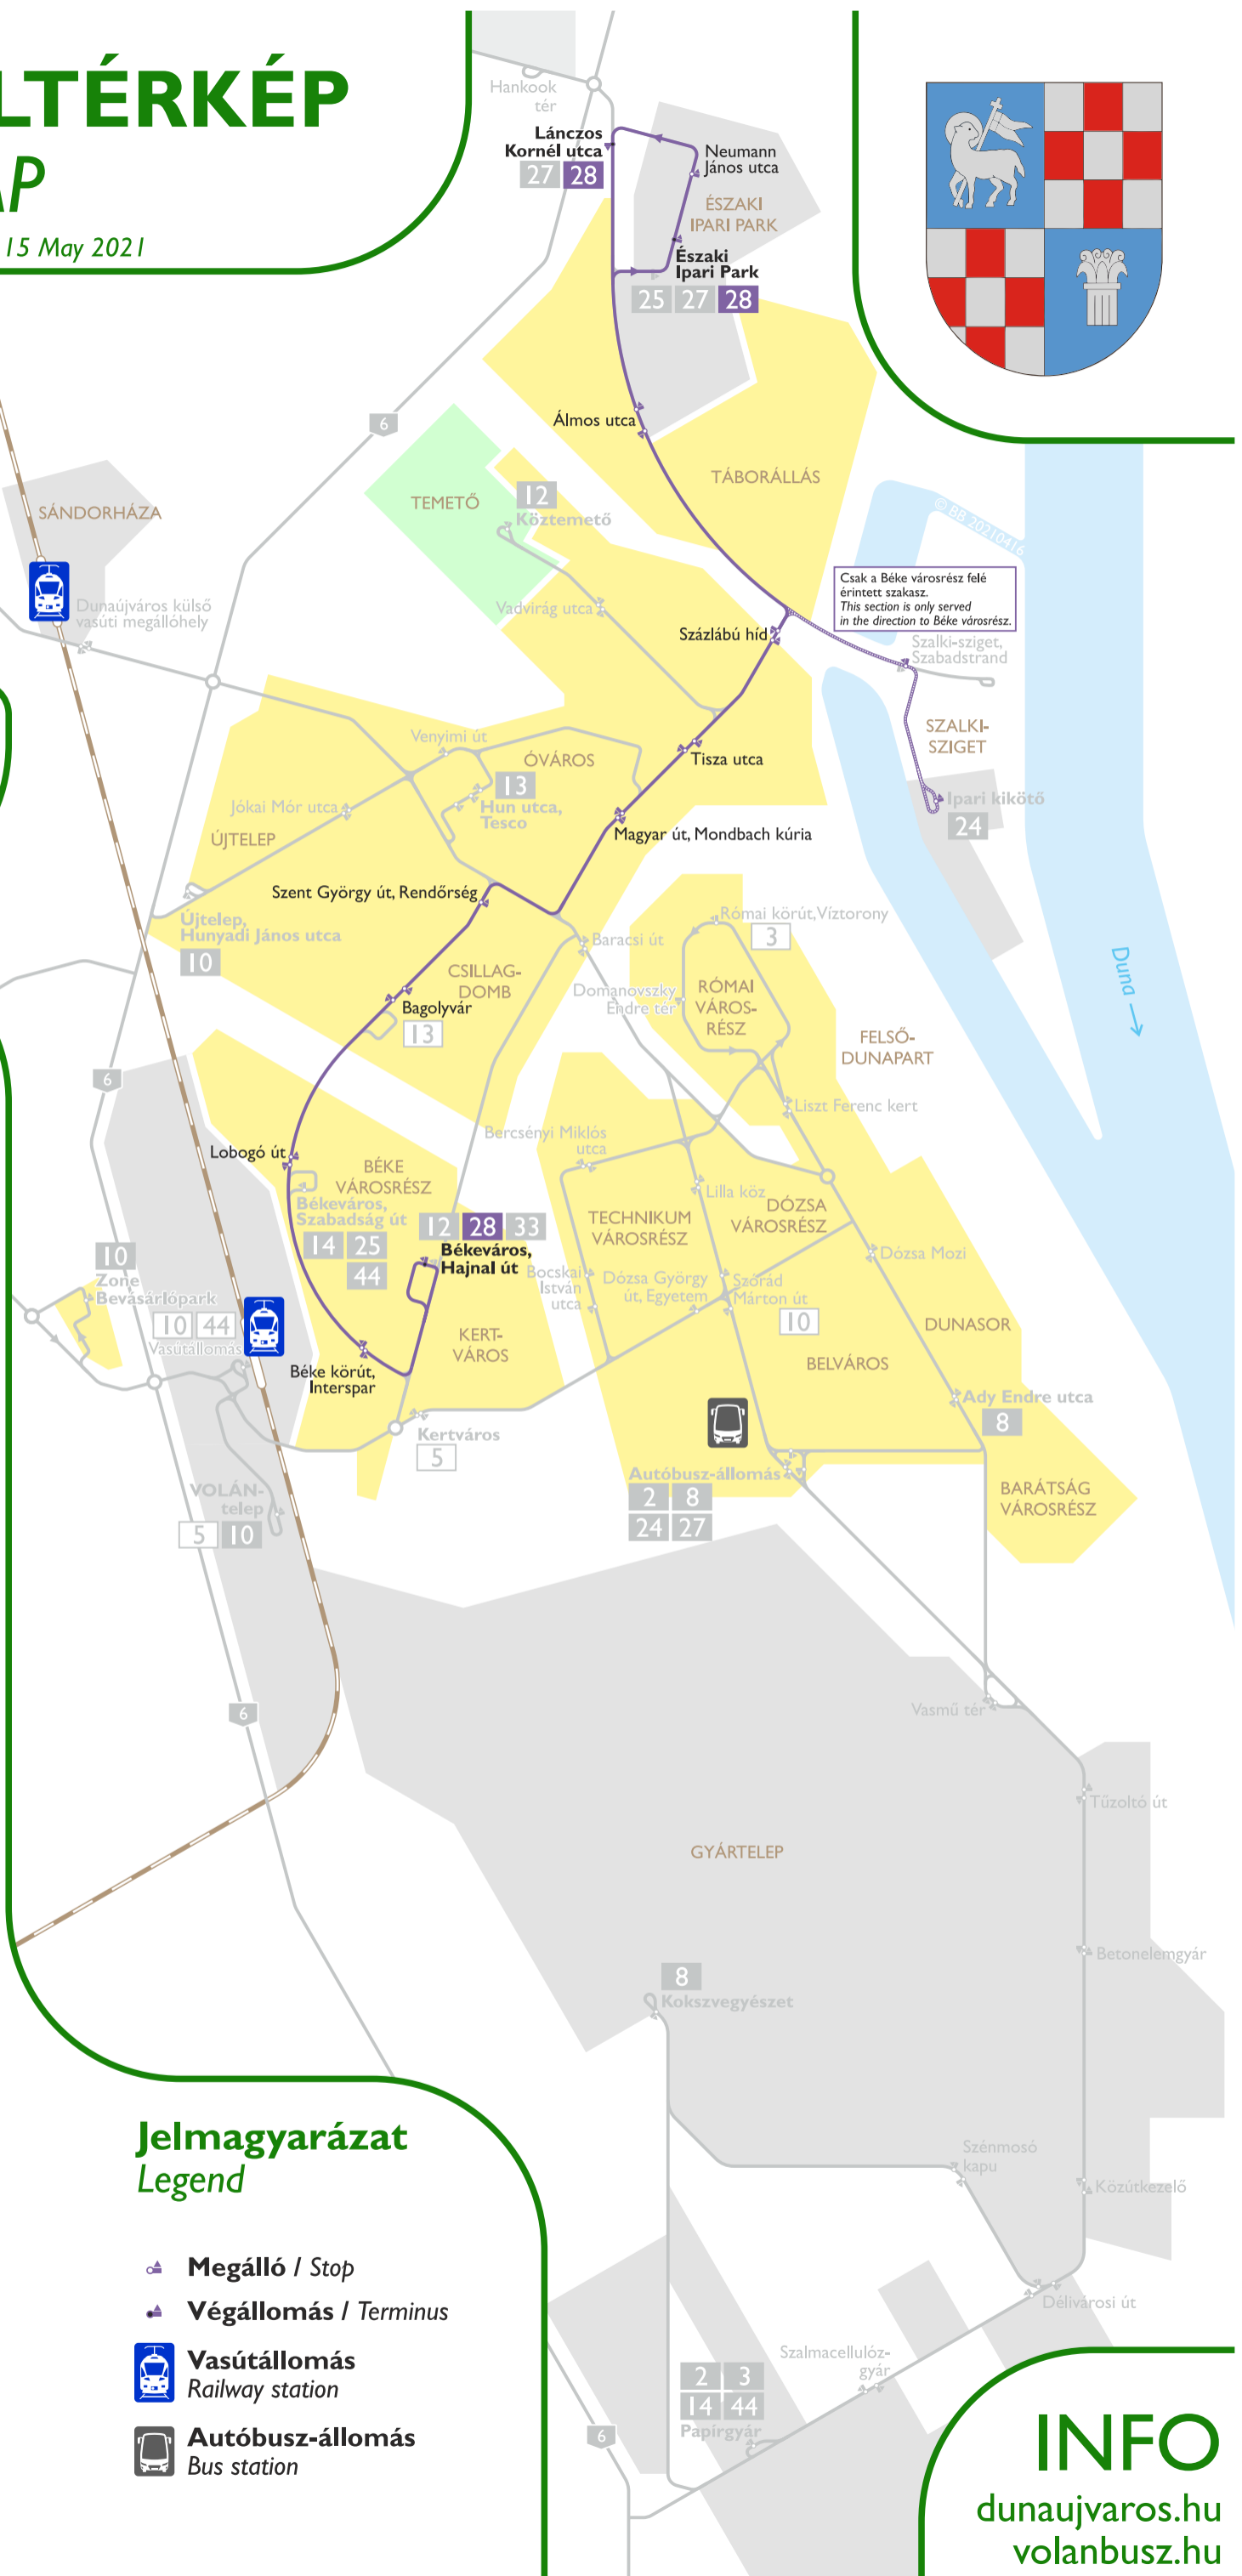 LTÉRKÉP
AP
15 May 2021
Hankook
tér
Lánczos
Kornél utca
27 28
Neumann
János utca
ÉSZAKI
IPARI PARK
Északi
Ipari Park
25 27 28
Álmos utca
6
TÁBORÁLLÁS
TEMETŐ
12
Köztemető
SÁNDORHÁZA
© BB 20210416
Csak a Béke városrész felé
érintett szakasz.
This section is only served
in the direction to Béke városrész.
Dunaújváros külső
vasúti megállóhely
Vadvirág utca
Százlábú híd
Szalki-sziget,
Szabadstrand
SZALKI-
SZIGET
Venyimi út
ÓVÁROS
Tisza utca
13
Hun utca,
Tesco
Jókai Mór utca
Ipari kikötő
24
ÚJTELEP
Magyar út, Mondbach kúria
Szent György út, Rendőrség
Újtelep,
Hunyadi János utca
10
Római körút, Víztorony
3
Baracsi út
CSILLAG-
DOMB
Domanovszky
Endre tér
RÓMAI
VÁROS-
RÉSZ
Duna →
Bagolyvár
13
FELSŐ-
DUNAPART
6
Liszt Ferenc kert
Bercsényi Miklós
utca
Lobogó út
BÉKE
VÁROSRÉSZ
Lilla köz
Békeváros,
Szabadság út
14 25
44
12 28 33
Békeváros,
Hajnal út
TECHNIKUM
VÁROSRÉSZ
DÓZSA
VÁROSRÉSZ
10
Zone
Bevásárlópark
10 44
Vasútállomás
Dózsa Mozi
Bocskai
István
utca
Dózsa György
út, Egyetem
Szórád
Márton út
10
DUNASOR
KERT-
VÁROS
BELVÁROS
Béke körút,
Interspar
Ady Endre utca
8
Kertváros
5
Autóbusz-állomás
2 8
24 27
BARÁTSÁG
VÁROSRÉSZ
VOLÁN-
telep
5 10
6
Vasmű tér
Tűzoltó út
GYÁRTELEP
Betonelemgyár
8
Kokszvegyészet
Szénmosó
kapu
Közútkezelő
Délivárosi út
Szalmacellulóz-
gyár
2 3
14 44
Papírgyár
6
Jelmagyarázat
Legend
Megálló / Stop
Végállomás / Terminus
Vasútállomás
Railway station
Autóbusz-állomás
Bus station
INFO
dunaujvaros.hu
volanbusz.hu